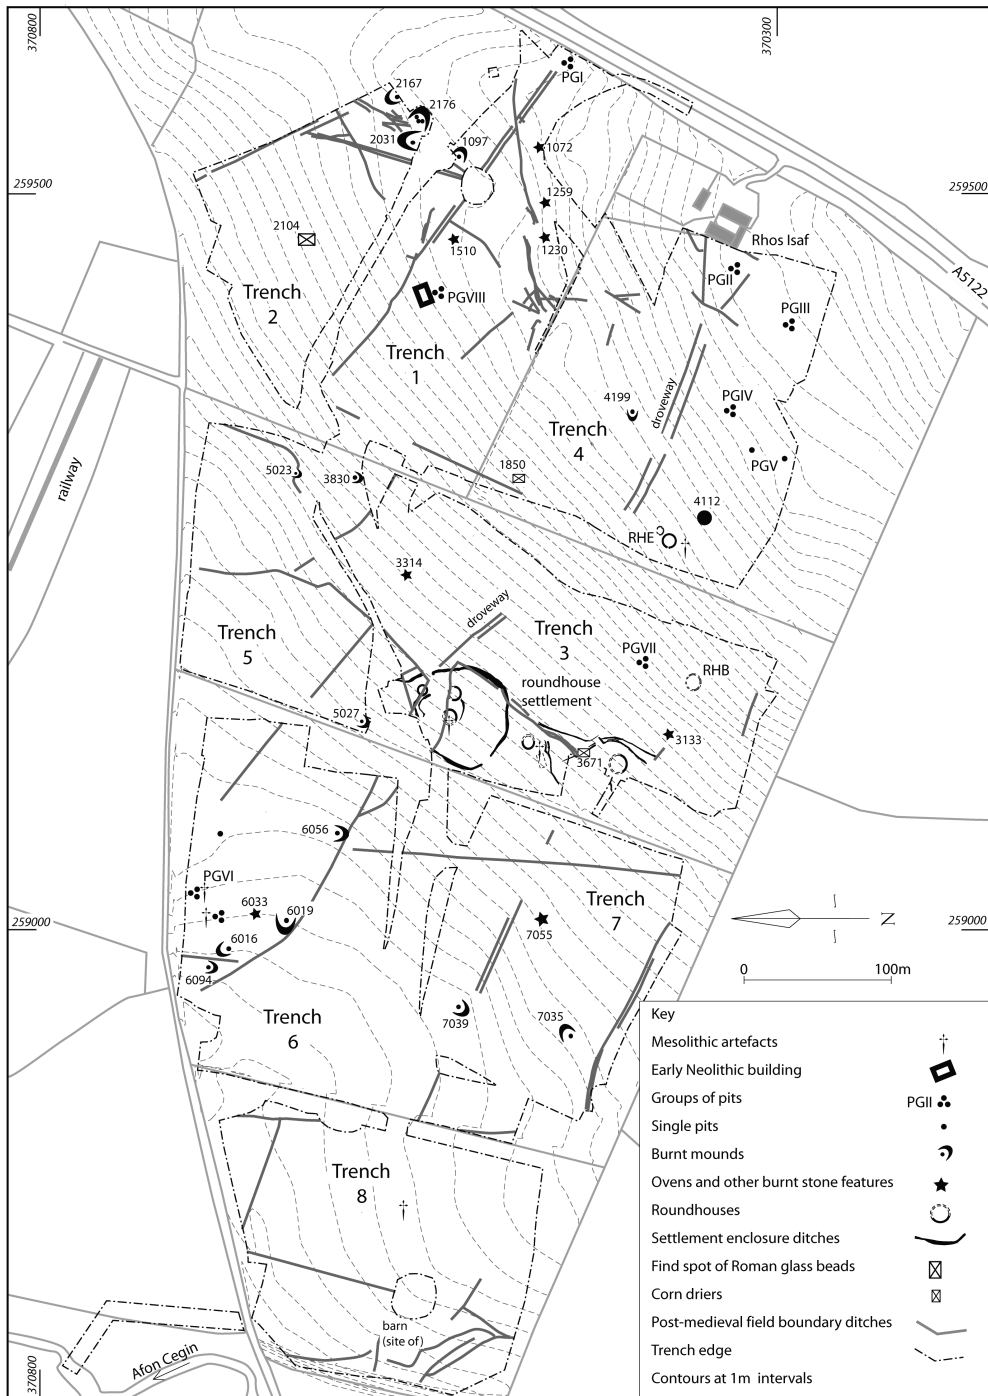 370800
370300
PGI
2167
2176
2031
1097
1072
259500
259500
1259
2104
1510
1230
Rhos Isaf
PGII
A5122
Trench
2
PGVIII
PGIII
Trench
1
droveway
4199
PGIV
Trench
4
railway
5023
3830
1850
PGV
4112
RHE
3314
droveway
Trench
5
Trench
3
PGVII
RHB
roundhouse
settlement
5027
3671
3133
6056
PGVI
6033
6019
Trench
7
259000
259000
7055
N
6016
6094
0
100m
Trench
6
7039
7035
Key
Mesolithic artefacts
Early Neolithic building
Groups of pits
PGII
Single pits
Burnt mounds
Ovens and other burnt stone features
Roundhouses
Settlement enclosure ditches
Find spot of Roman glass beads
Corn driers
Post-medieval field boundary ditches
Trench edge
Contours at 1m intervals
Trench
8
barn
(site of)
Afon Cegin
370800